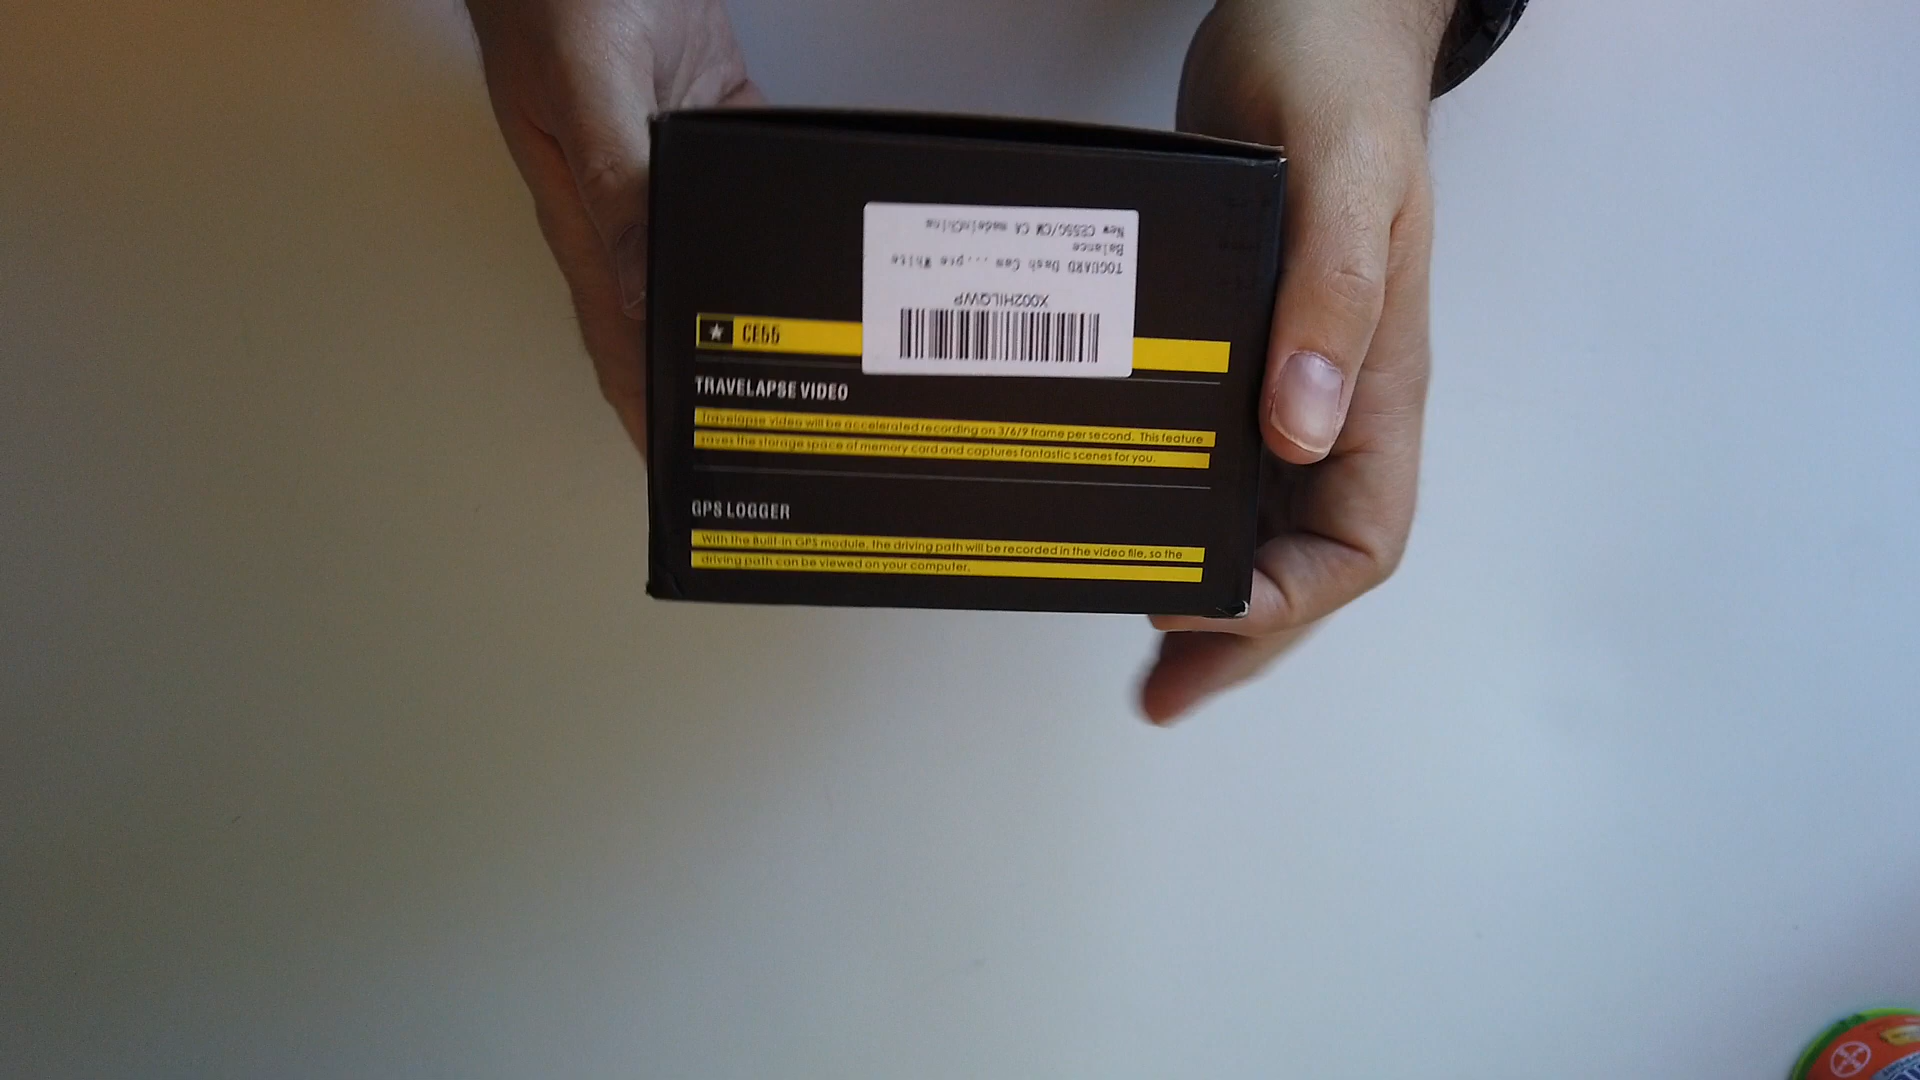 New CE55G/CM CA madeinChina
Balance
TOGUARD Dash Cam ...pro White
X002HILQWP
CE55
TRAVELAPSE VIDEO
Travelapse video will be accelerated recording on 3/6/9 frame per second. This feature
saves the storage space of memory card and captures fantastic scenes for you.
GPS LOGGER
With the Built-in GPS module, the driving path will be recorded in the video file, so the
driving path can be viewed on your computer.